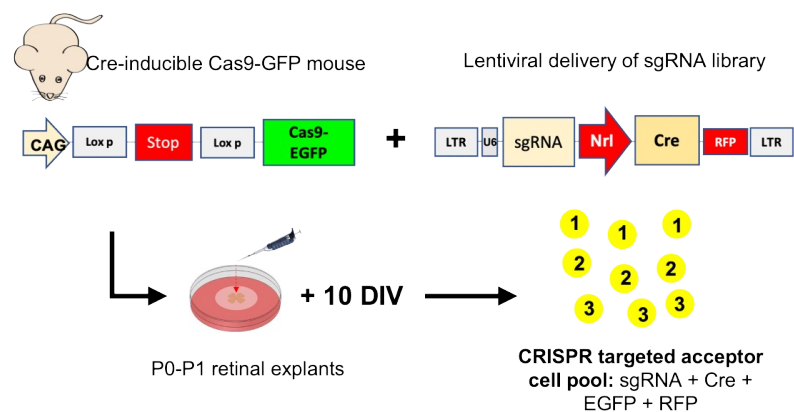 Cre-inducible Cas9-GFP mouse
Lentiviral delivery of sgRNA library
CAG
Lox p
Stop
Lox p
Cas9-
EGFP
+
LTR
U6
sgRNA
Nrl
Cre
RFP
LTR
+ 10 DIV
1
1
1
2
2
2
3
3
3
P0-P1 retinal explants
CRISPR targeted acceptor
cell pool: sgRNA + Cre +
EGFP + RFP